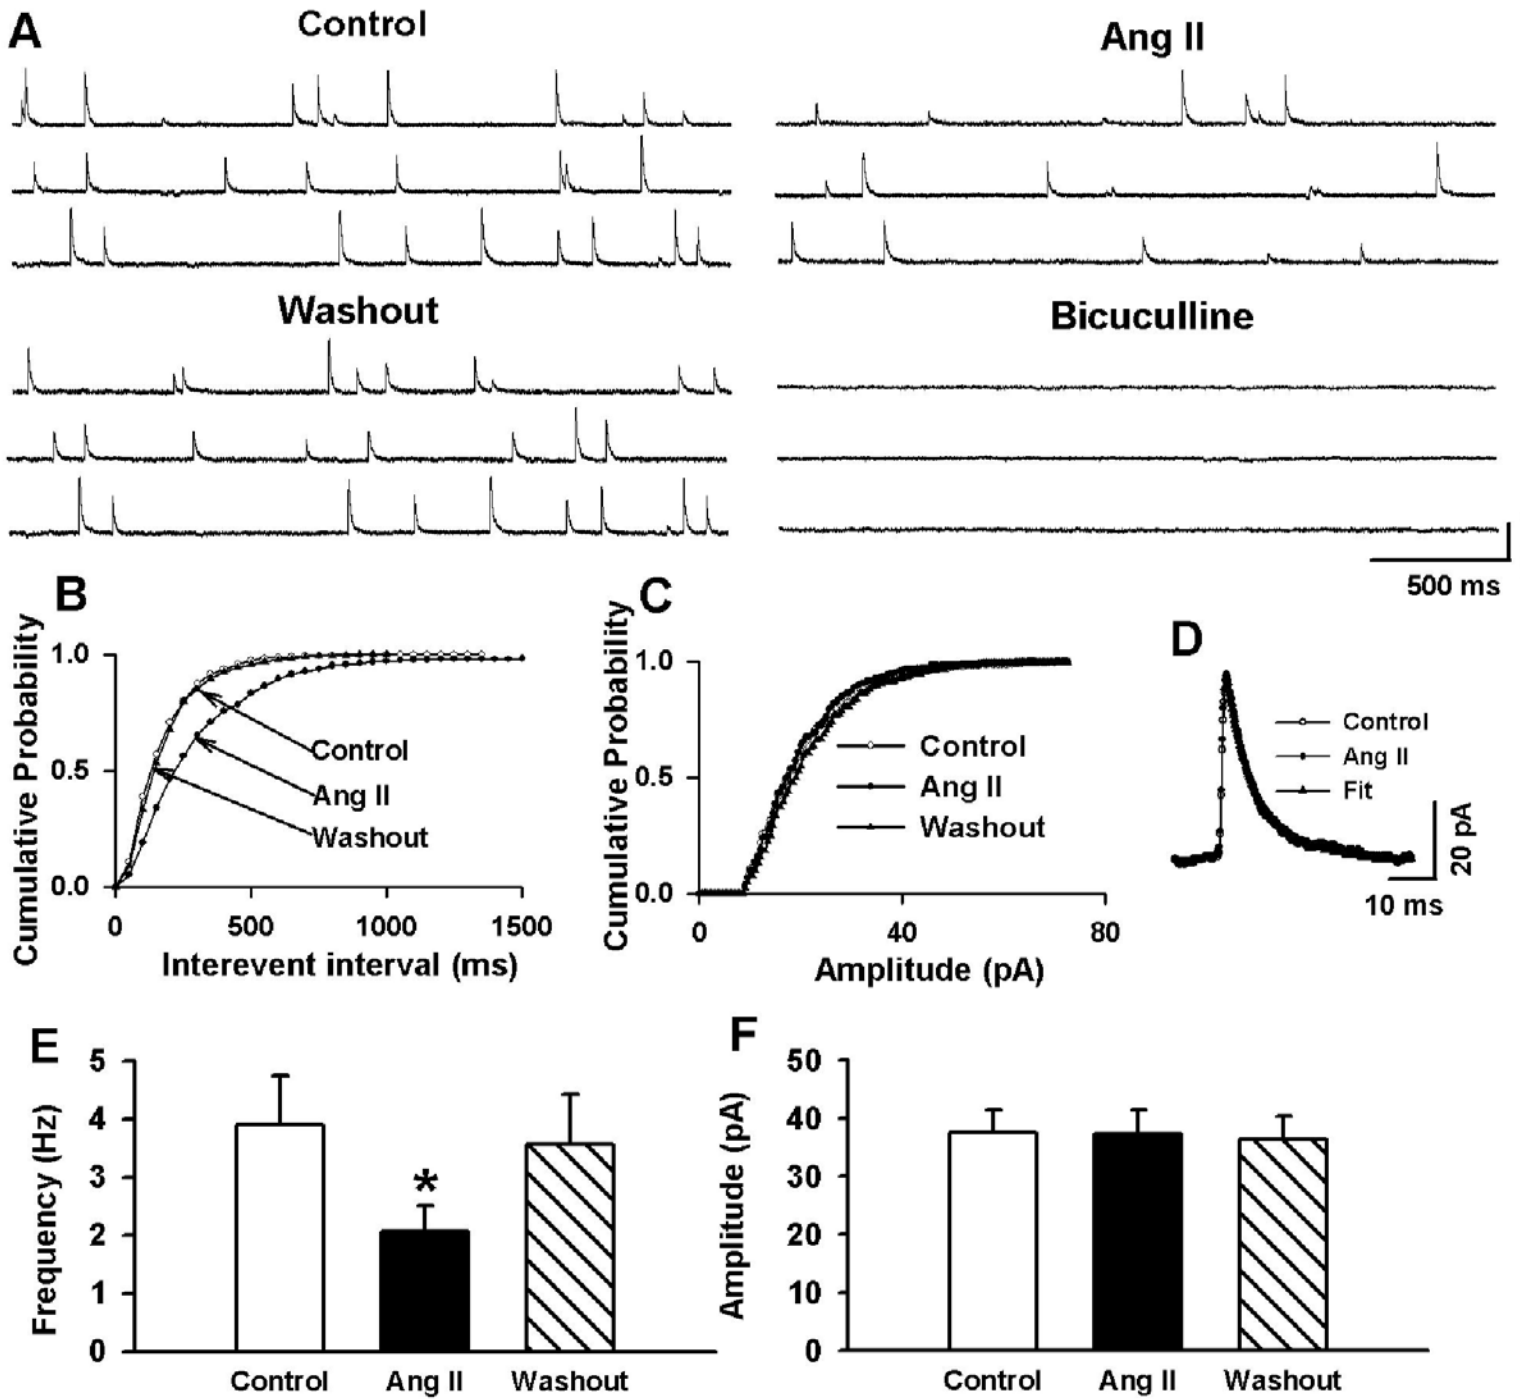 A
Control
Ang II
Washout
Bicuculline
500 ms
B
Cumulative Probability
1.0
0.5
0.0
0
500
1000
1500
Interevent interval (ms)
Control
Ang II
Washout
C
Cumulative Probability
1.0
0.5
0.0
0
40
80
Amplitude (pA)
Control
Ang II
Washout
D
Control
Ang II
Fit
20 pA
10 ms
E
Frequency (Hz)
5
4
3
2
1
0
*
Control
Ang II
Washout
F
Amplitude (pA)
50
40
30
20
10
0
Control
Ang II
Washout